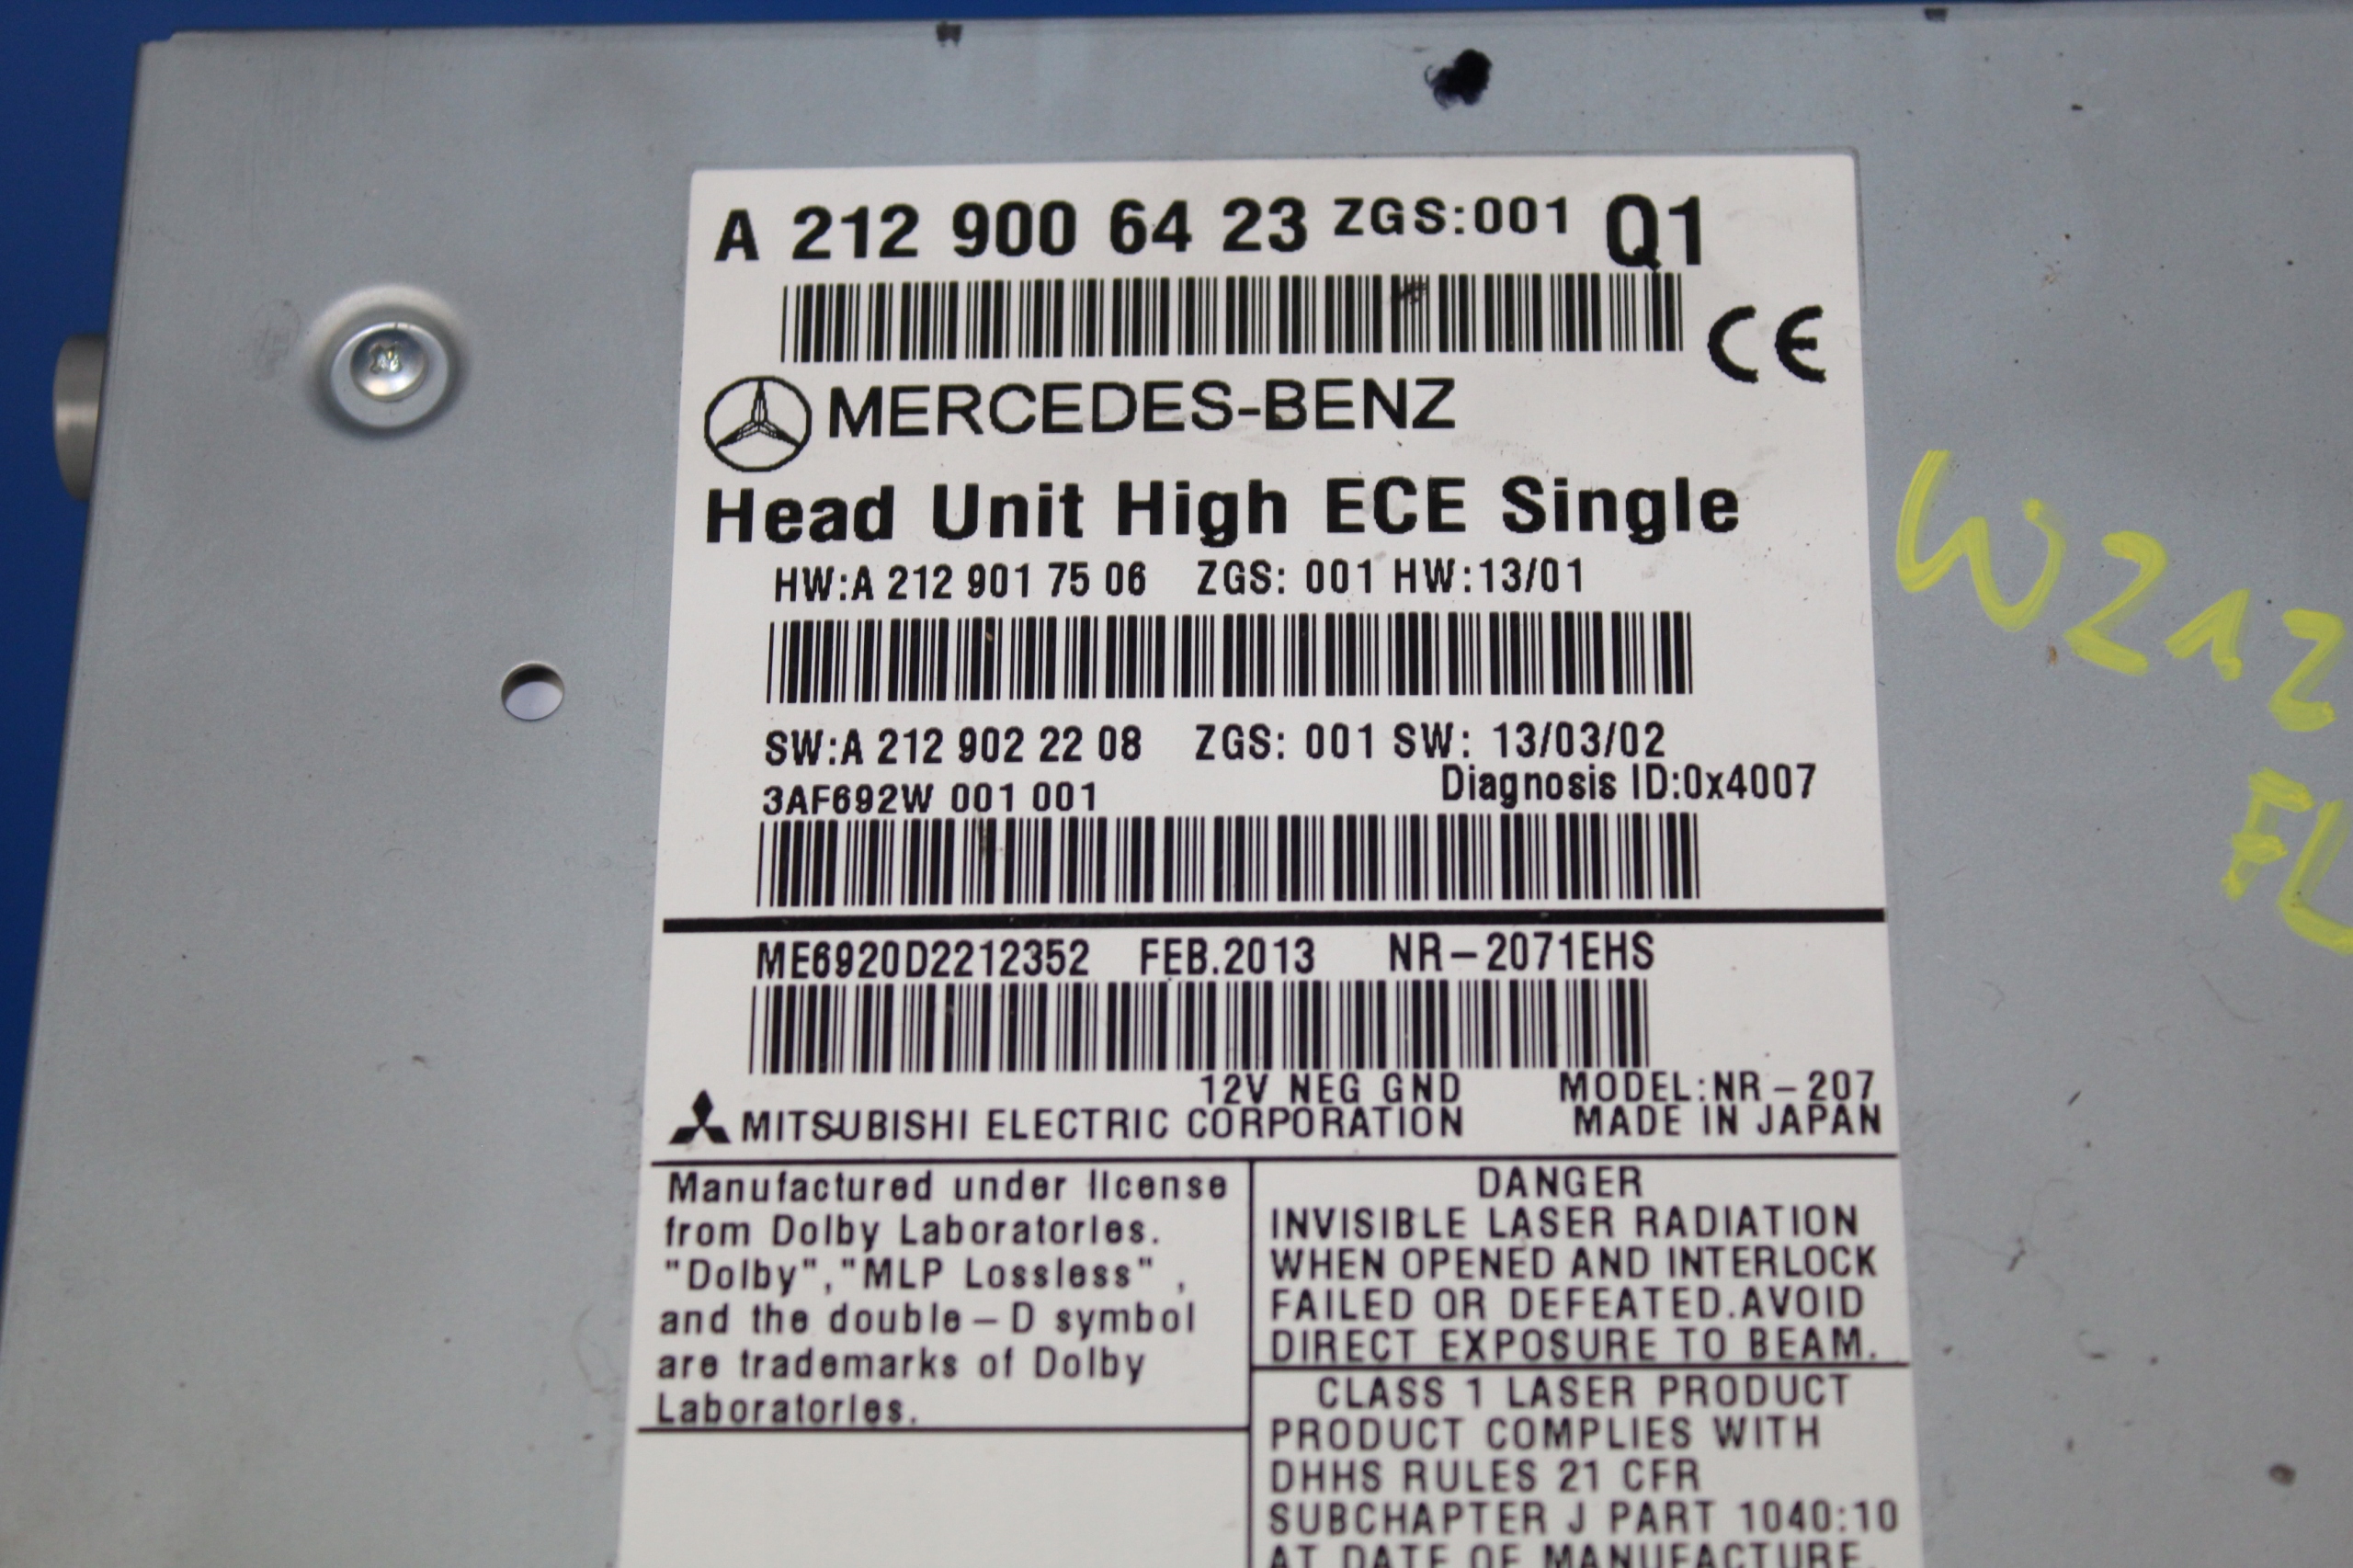 A 212 900 64 23 ZGS:001 Q1
CE
MERCEDES-BENZ
Head Unit High ECE Single
HW:A 212 901 75 06 ZGS: 001 HW:13/01
SW:A 212 902 22 08 ZGS: 001 SW: 13/03/02
3AF692W 001 001 Diagnosis ID:0x4007
ME6920D2212352 FEB.2013 NR-2071EHS
12V NEG GND MODEL:NR-207
MITSUBISHI ELECTRIC CORPORATION MADE IN JAPAN
Manufactured under license
from Dolby Laboratories.
"Dolby","MLP Lossless" ,
and the double-D symbol
are trademarks of Dolby
Laboratories.
DANGER
INVISIBLE LASER RADIATION
WHEN OPENED AND INTERLOCK
FAILED OR DEFEATED.AVOID
DIRECT EXPOSURE TO BEAM.
CLASS 1 LASER PRODUCT
PRODUCT COMPLIES WITH
DHHS RULES 21 CFR
SUBCHAPTER J PART 1040:10
AT DATE OF MANUFACTURE.
W212
FL